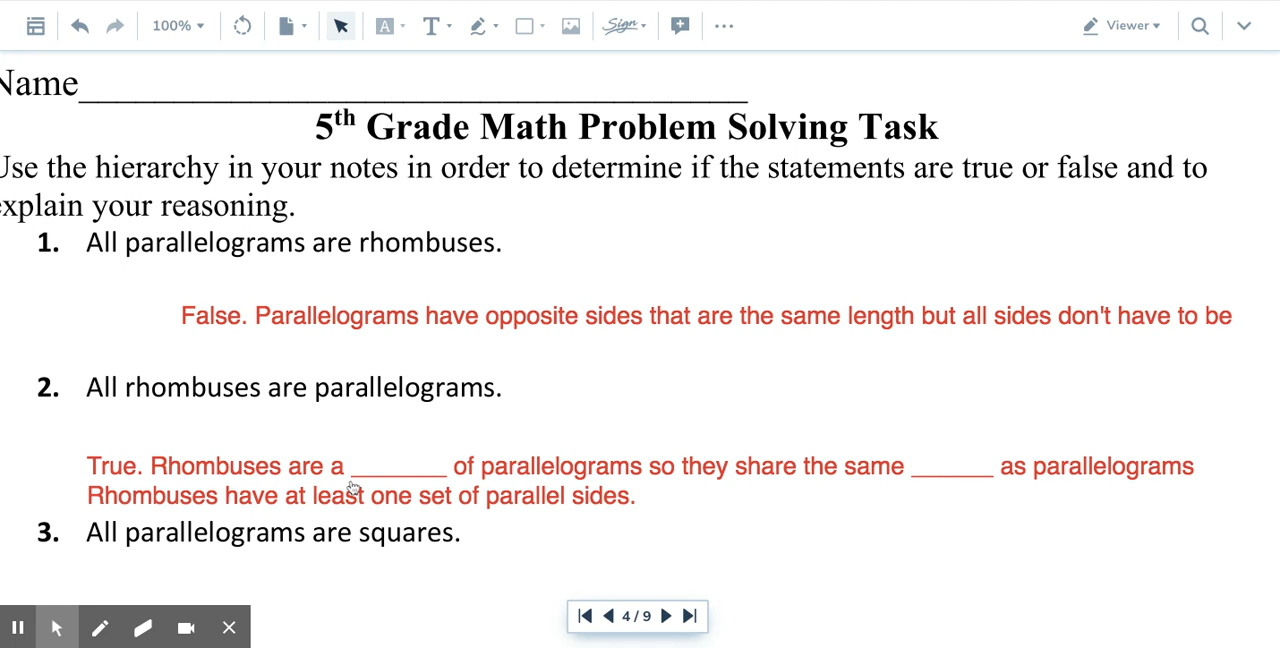 100%
A
T
Sign
Viewer
Name
5th Grade Math Problem Solving Task
Use the hierarchy in your notes in order to determine if the statements are true or false and to
explain your reasoning.
1. All parallelograms are rhombuses.
False. Parallelograms have opposite sides that are the same length but all sides don't have to be
2. All rhombuses are parallelograms.
True. Rhombuses are a _______ of parallelograms so they share the same ______ as parallelograms
Rhombuses have at least one set of parallel sides.
3. All parallelograms are squares.
4 / 9